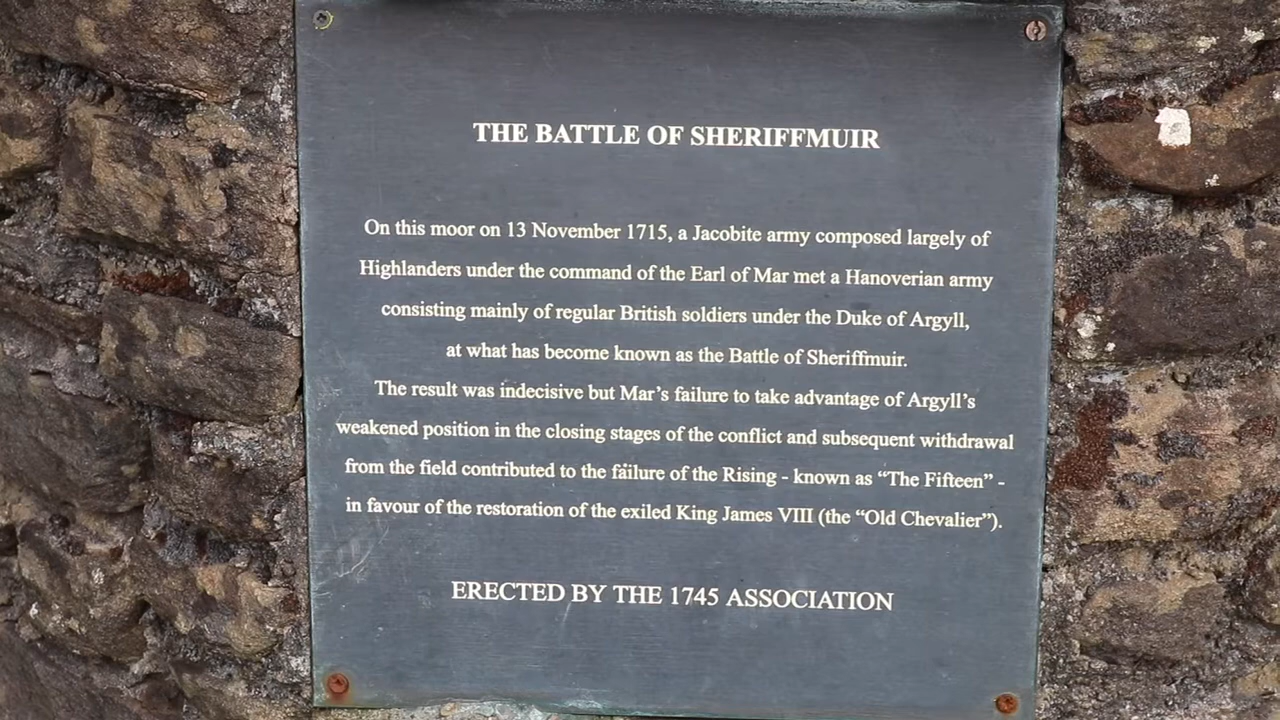 THE BATTLE OF SHERIFFMUIR
On this moor on 13 November 1715, a Jacobite army composed largely of
Highlanders under the command of the Earl of Mar met a Hanoverian army
consisting mainly of regular British soldiers under the Duke of Argyll,
at what has become known as the Battle of Sheriffmuir.
The result was indecisive but Mar’s failure to take advantage of Argyll’s
weakened position in the closing stages of the conflict and subsequent withdrawal
from the field contributed to the failure of the Rising - known as “The Fifteen” -
in favour of the restoration of the exiled King James VIII (the “Old Chevalier”).
ERECTED BY THE 1745 ASSOCIATION